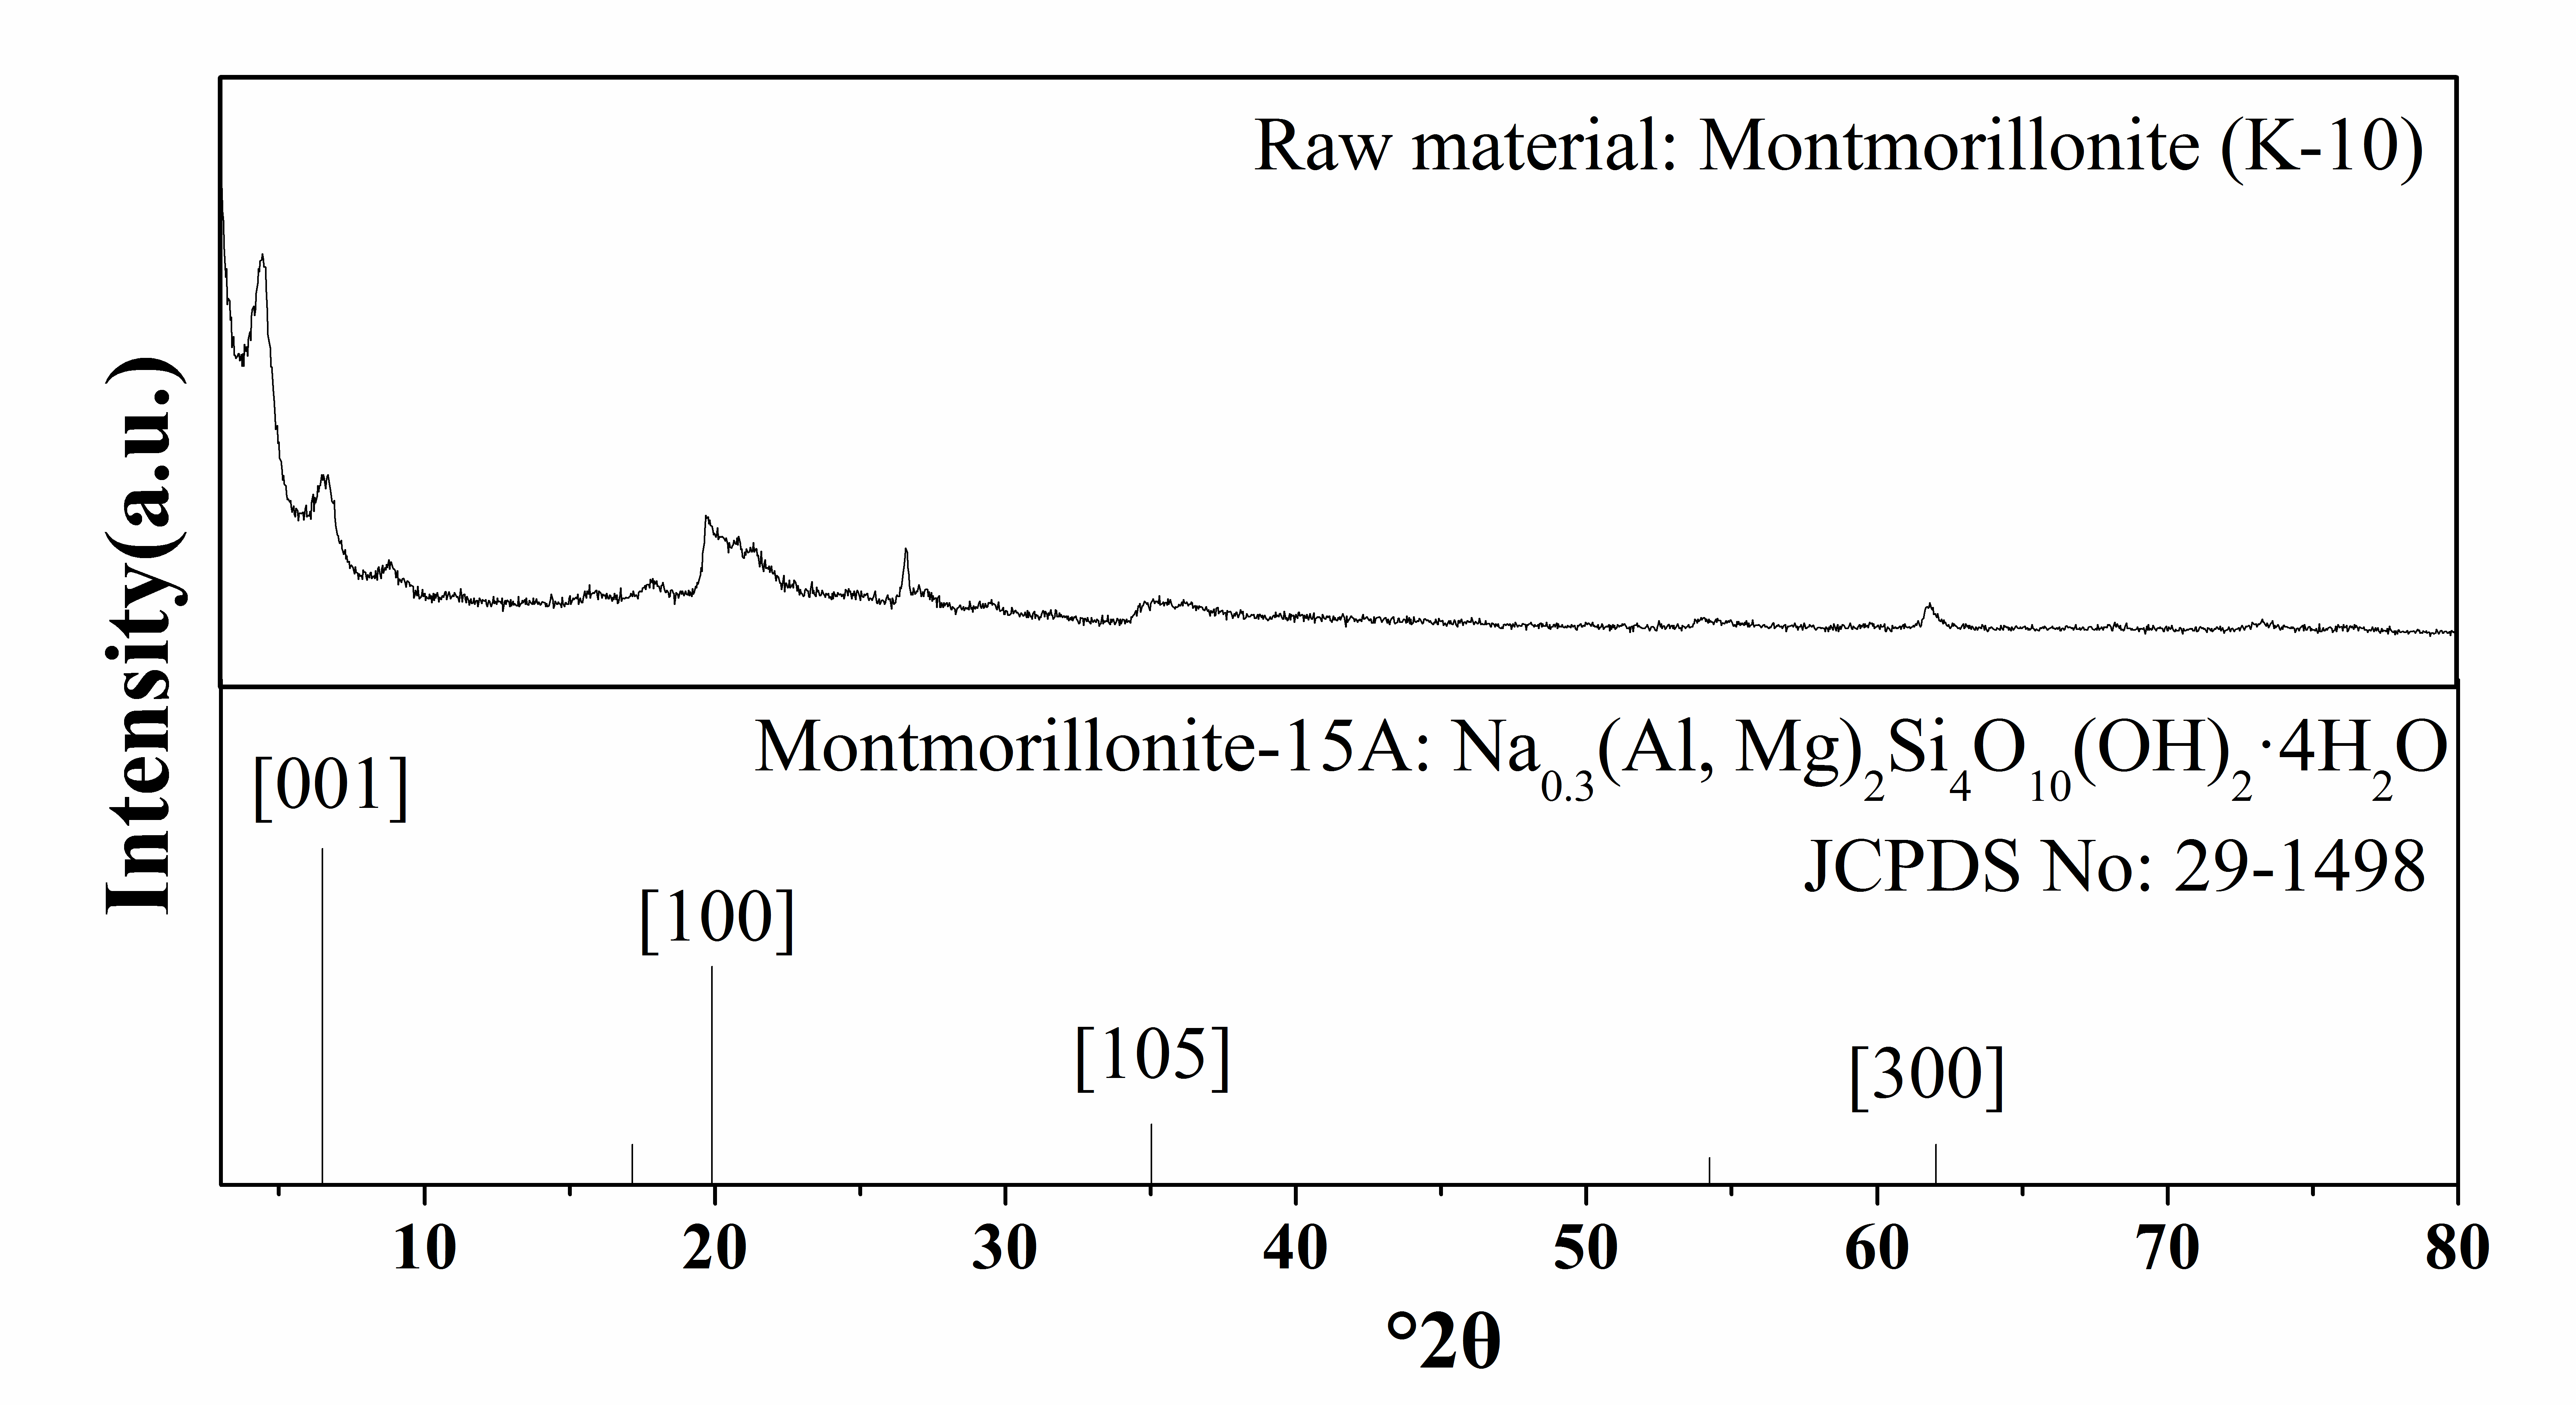 Raw material: Montmorillonite (K-10)
Intensity(a.u.)
Montmorillonite-15A: Na0.3(Al, Mg)2Si4O10(OH)2·4H2O
[001]
JCPDS No: 29-1498
[100]
[105]
[300]
10 20 30 40 50 60 70 80
°2θ